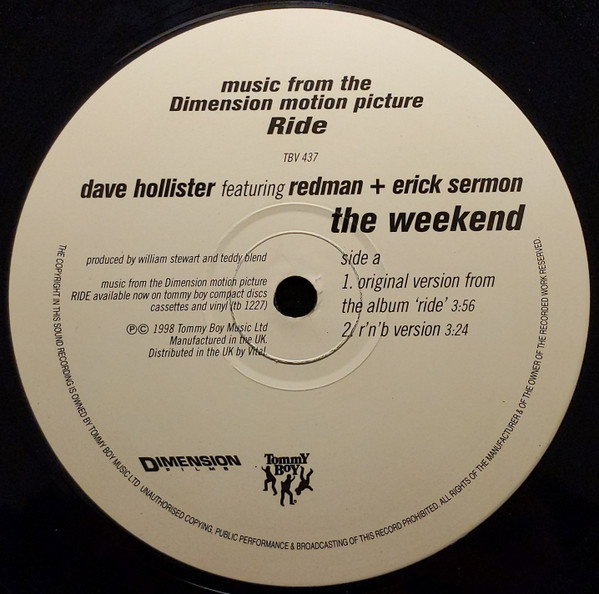 music from the
Dimension motion picture
Ride
TBV 437
dave hollister featuring redman + erick sermon
the weekend
produced by william stewart and teddy blend
music from the Dimension motion picture
RIDE available now on tommy boy compact discs
cassettes and vinyl (tb 1227)
℗© 1998 Tommy Boy Music Ltd
Manufactured in the UK.
Distributed in the UK by Vital.
side a
1. original version from
the album ‘ride’ 3:56
2. r’n’b version 3:24
DIMENSION
FILMS
TommY
BoY
THE COPYRIGHT IN THIS SOUND RECORDING IS OWNED BY TOMMY BOY MUSIC LTD. UNAUTHORISED COPYING, PUBLIC PERFORMANCE & BROADCASTING OF THIS RECORD PROHIBITED. ALL RIGHTS OF THE MANUFACTURER & OF THE OWNER OF THE RECORDED WORK RESERVED.